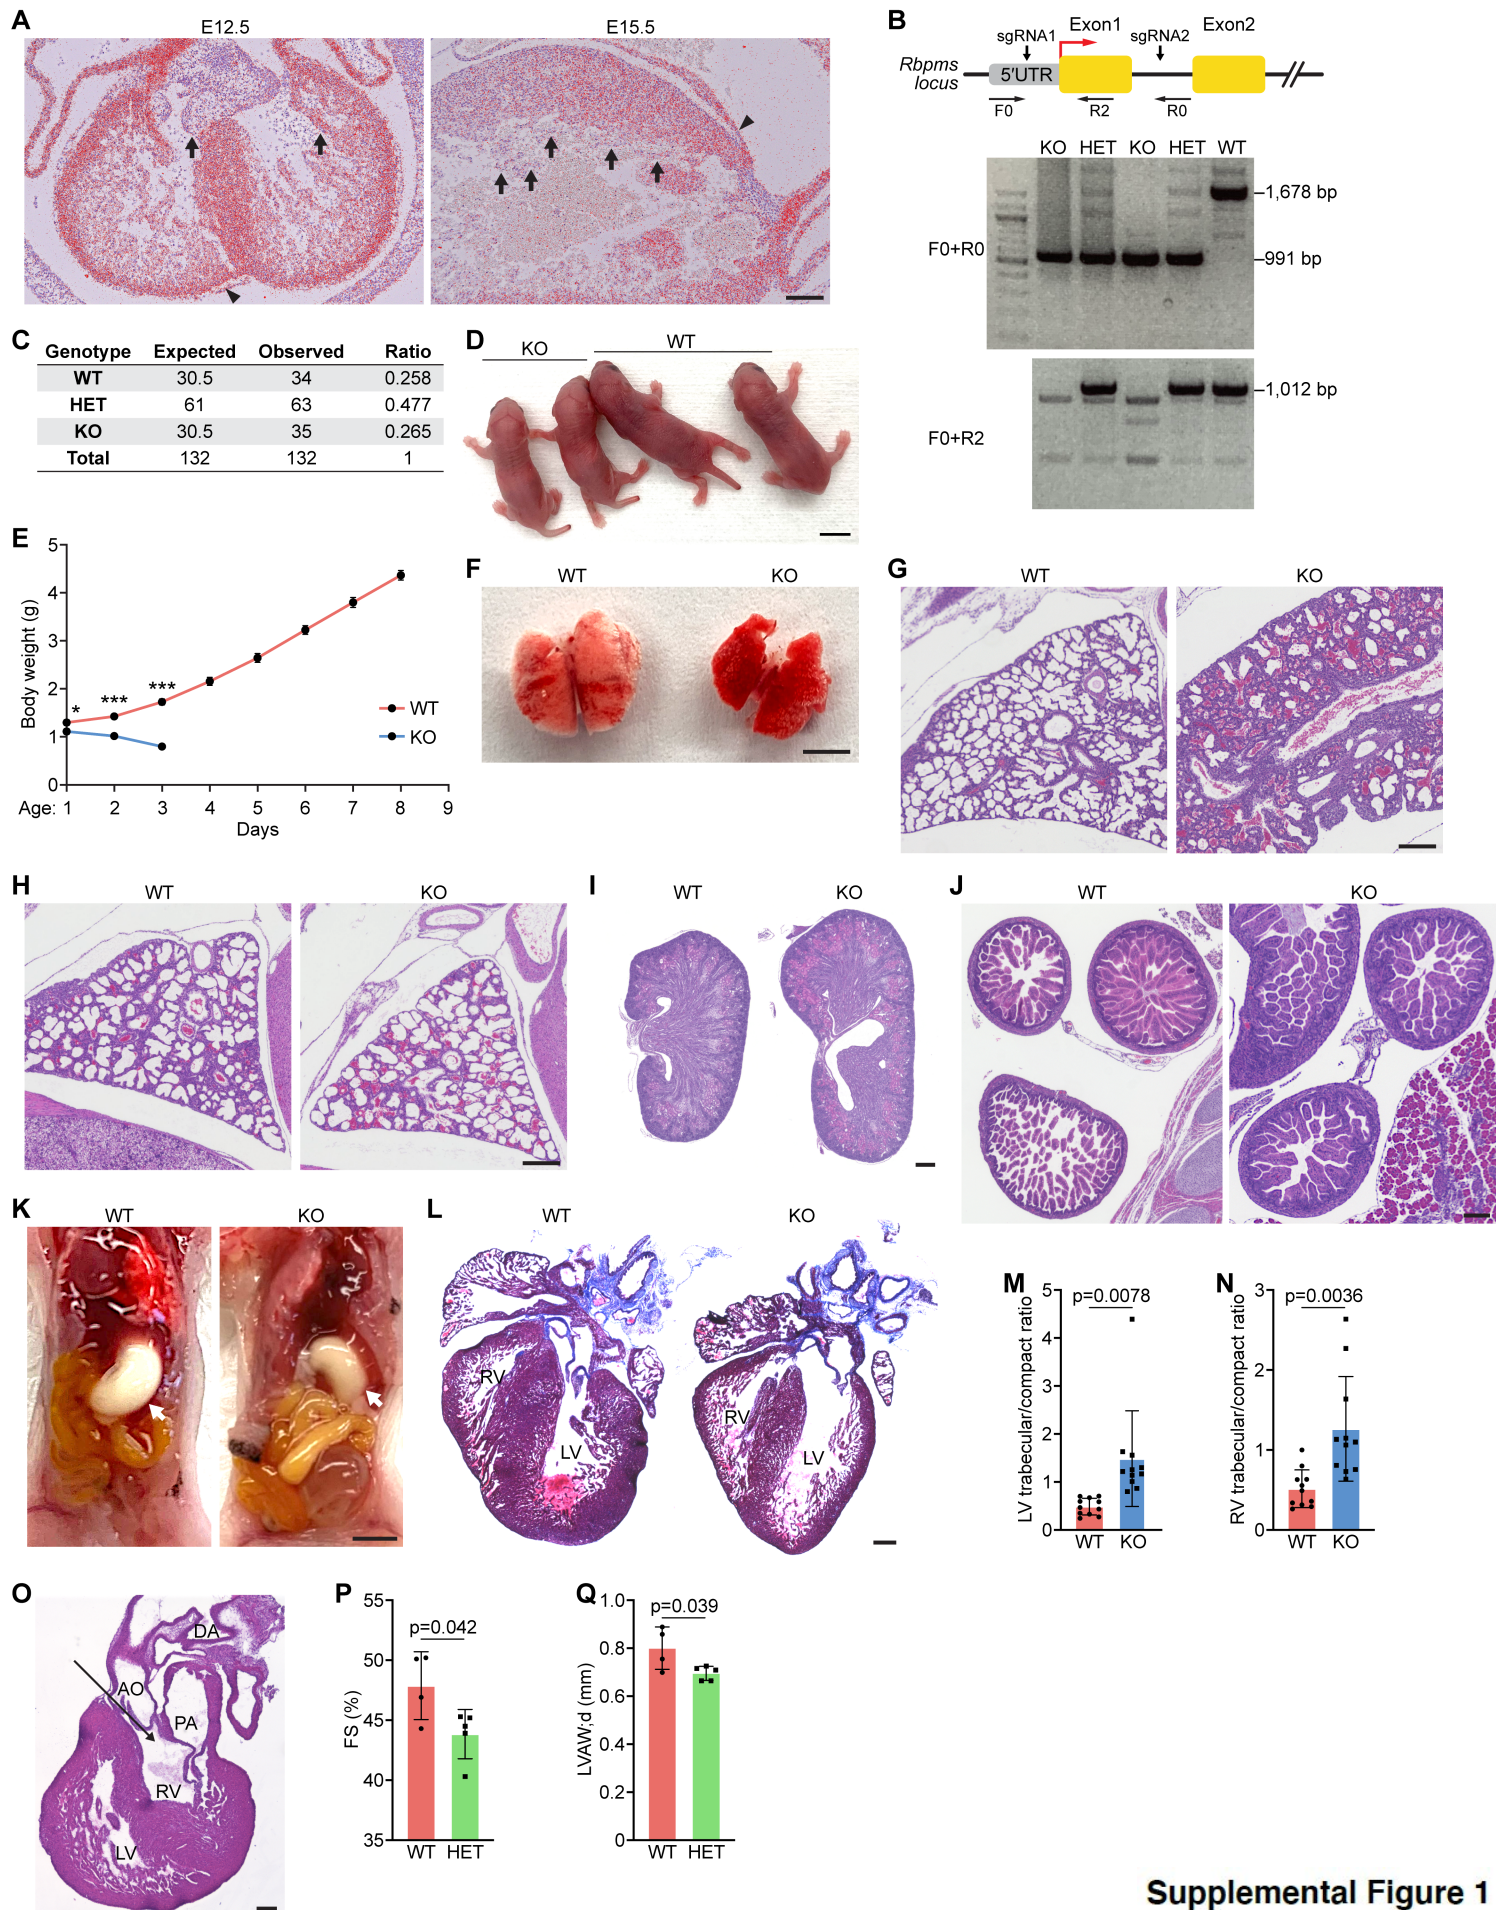 A
E12.5
E15.5
B
sgRNA1
Exon1
sgRNA2
Exon2
Rbpms
locus
5'UTR
F0
R2
R0
KO HET KO HET WT
F0+R0
–1,678 bp
–991 bp
F0+R2
–1,012 bp
C
Genotype Expected Observed Ratio
WT 30.5 34 0.258
HET 61 63 0.477
KO 30.5 35 0.265
Total 132 132 1
D
KO
WT
E
Body weight (g)
5
4
3
2
1
0
*
***
***
WT
KO
Age: 1 2 3 4 5 6 7 8 9
Days
F
WT
KO
G
WT
KO
H
WT
KO
I
WT
KO
J
WT
KO
K
WT
KO
L
WT
KO
RV
LV
RV
LV
M
LV trabecular/compact ratio
5
4
3
2
1
0
p=0.0078
WT KO
N
RV trabecular/compact ratio
3
2
1
0
p=0.0036
WT KO
O
DA
AO
PA
RV
LV
P
FS (%)
55
50
45
40
35
p=0.042
WT HET
Q
LVAW;d (mm)
1.0
0.8
0.6
0.4
0.2
0
p=0.039
WT HET
Supplemental Figure 1